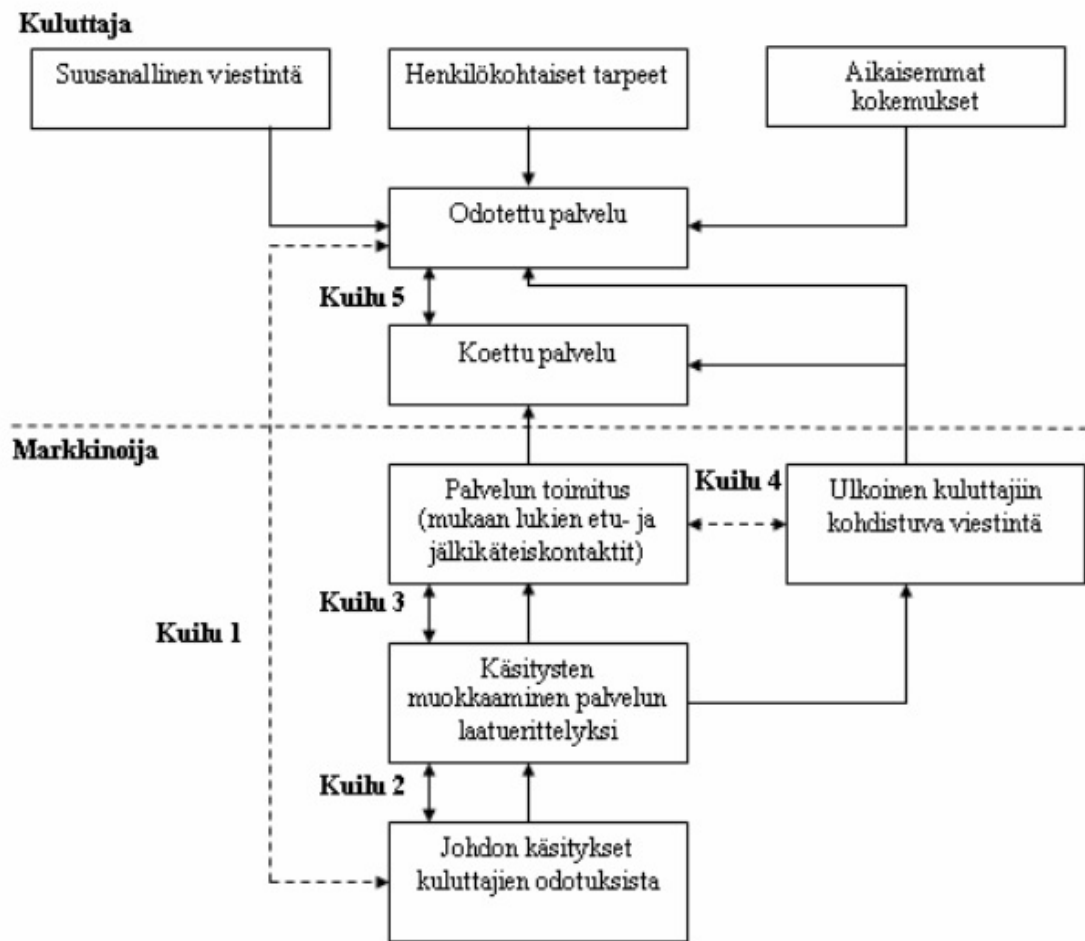 Kuluttaja
Suusanallinen viestintä
Henkilökohtaiset tarpeet
Aikaisemmat
kokemukset
Odotettu palvelu
Kuilu 5
Koettu palvelu
Markkinoija
Palvelun toimitus
(mukaan lukien etu- ja
jälkikäteiskontaktit)
Kuilu 4
Ulkoinen kuluttajiin
kohdistuva viestintä
Kuilu 3
Kuilu 1
Käsitysten
muokkaaminen palvelun
laatuerittelyksi
Kuilu 2
Johdon käsitykset
kuluttajien odotuksista